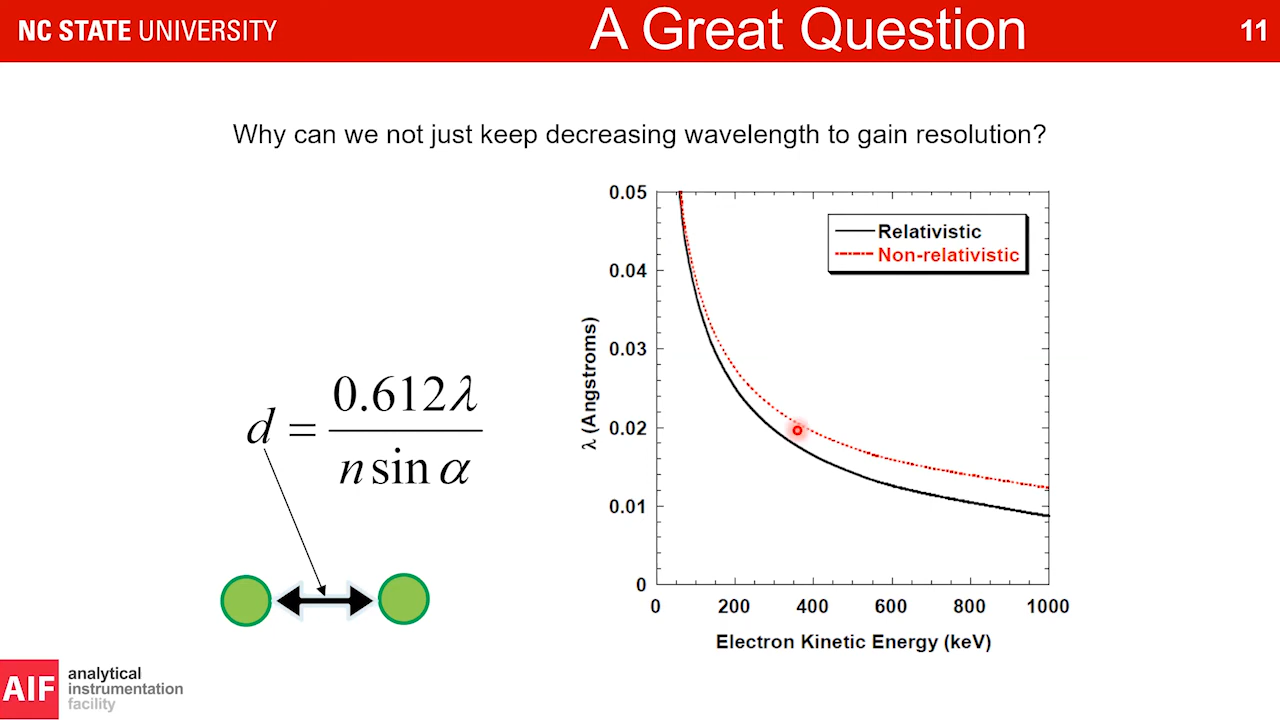 NC STATE UNIVERSITY
A Great Question
11
Why can we not just keep decreasing wavelength to gain resolution?
d = 0.612λ / n sin α
0.05
0.04
0.03
0.02
0.01
0
λ (Angstroms)
Relativistic
Non-relativistic
0 200 400 600 800 1000
Electron Kinetic Energy (keV)
AIF
analytical
instrumentation
facility